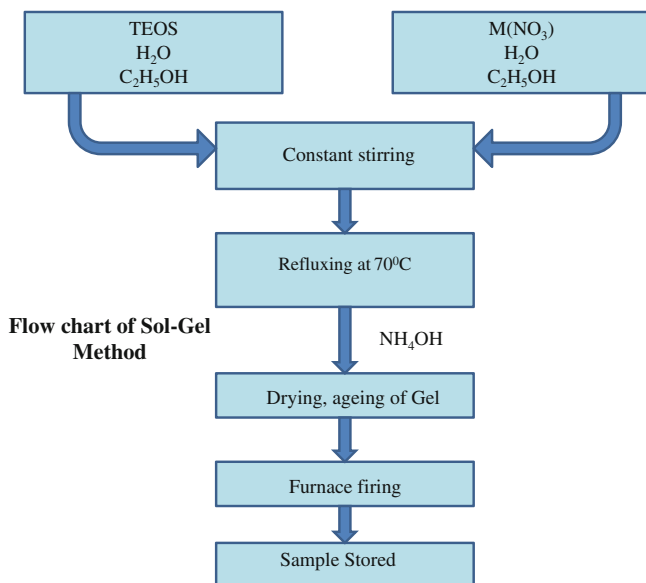 TEOS
H₂O
C₂H₅OH
M(NO₃)
H₂O
C₂H₅OH
Constant stirring
Refluxing at 70⁰C
Flow chart of Sol-Gel
Method
NH₄OH
Drying, ageing of Gel
Furnace firing
Sample Stored